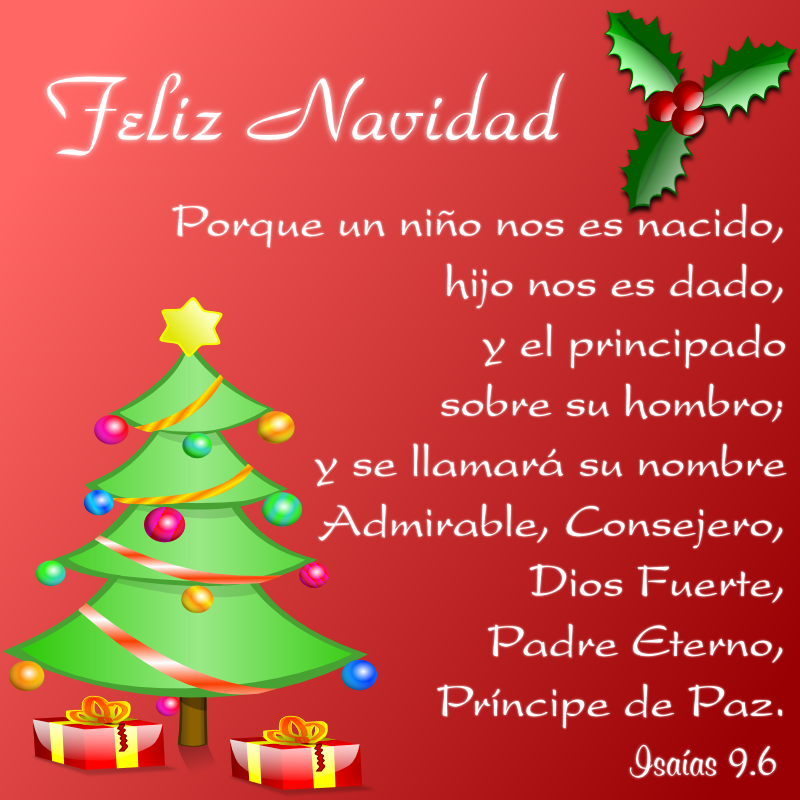 Feliz Navidad
Porque un niño nos es nacido,
hijo nos es dado,
y el principado
sobre su hombro;
y se llamará su nombre
Admirable, Consejero,
Dios Fuerte,
Padre Eterno,
Príncipe de Paz.
Isaías 9.6